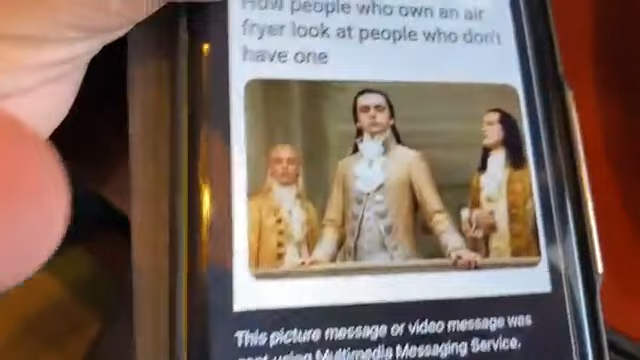 How people who own an air
fryer look at people who don't
have one
This picture message or video message was
sent using Multimedia Messaging Service.